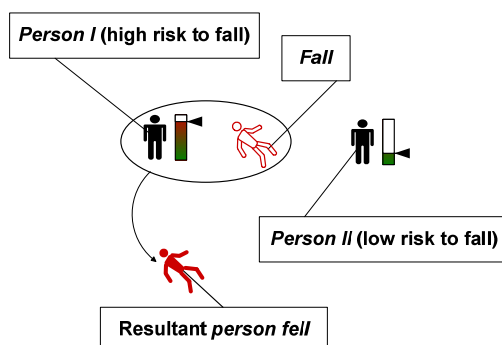 Person I (high risk to fall)
Fall
Person II (low risk to fall)
Resultant person fell